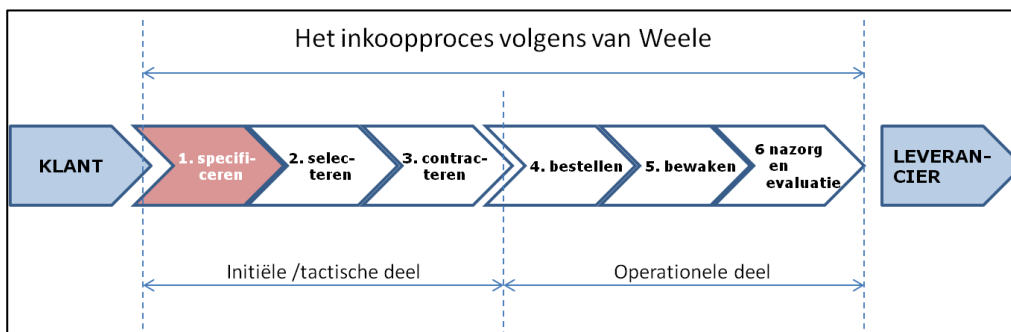 Het inkoopproces volgens van Weele
KLANT
1. specifi-
ceren
2. selec-
teren
3. contrac-
teren
4. bestellen
5. bewaken
6 nazorg
en
evaluatie
LEVERAN-
CIER
Initiële /tactische deel
Operationele deel